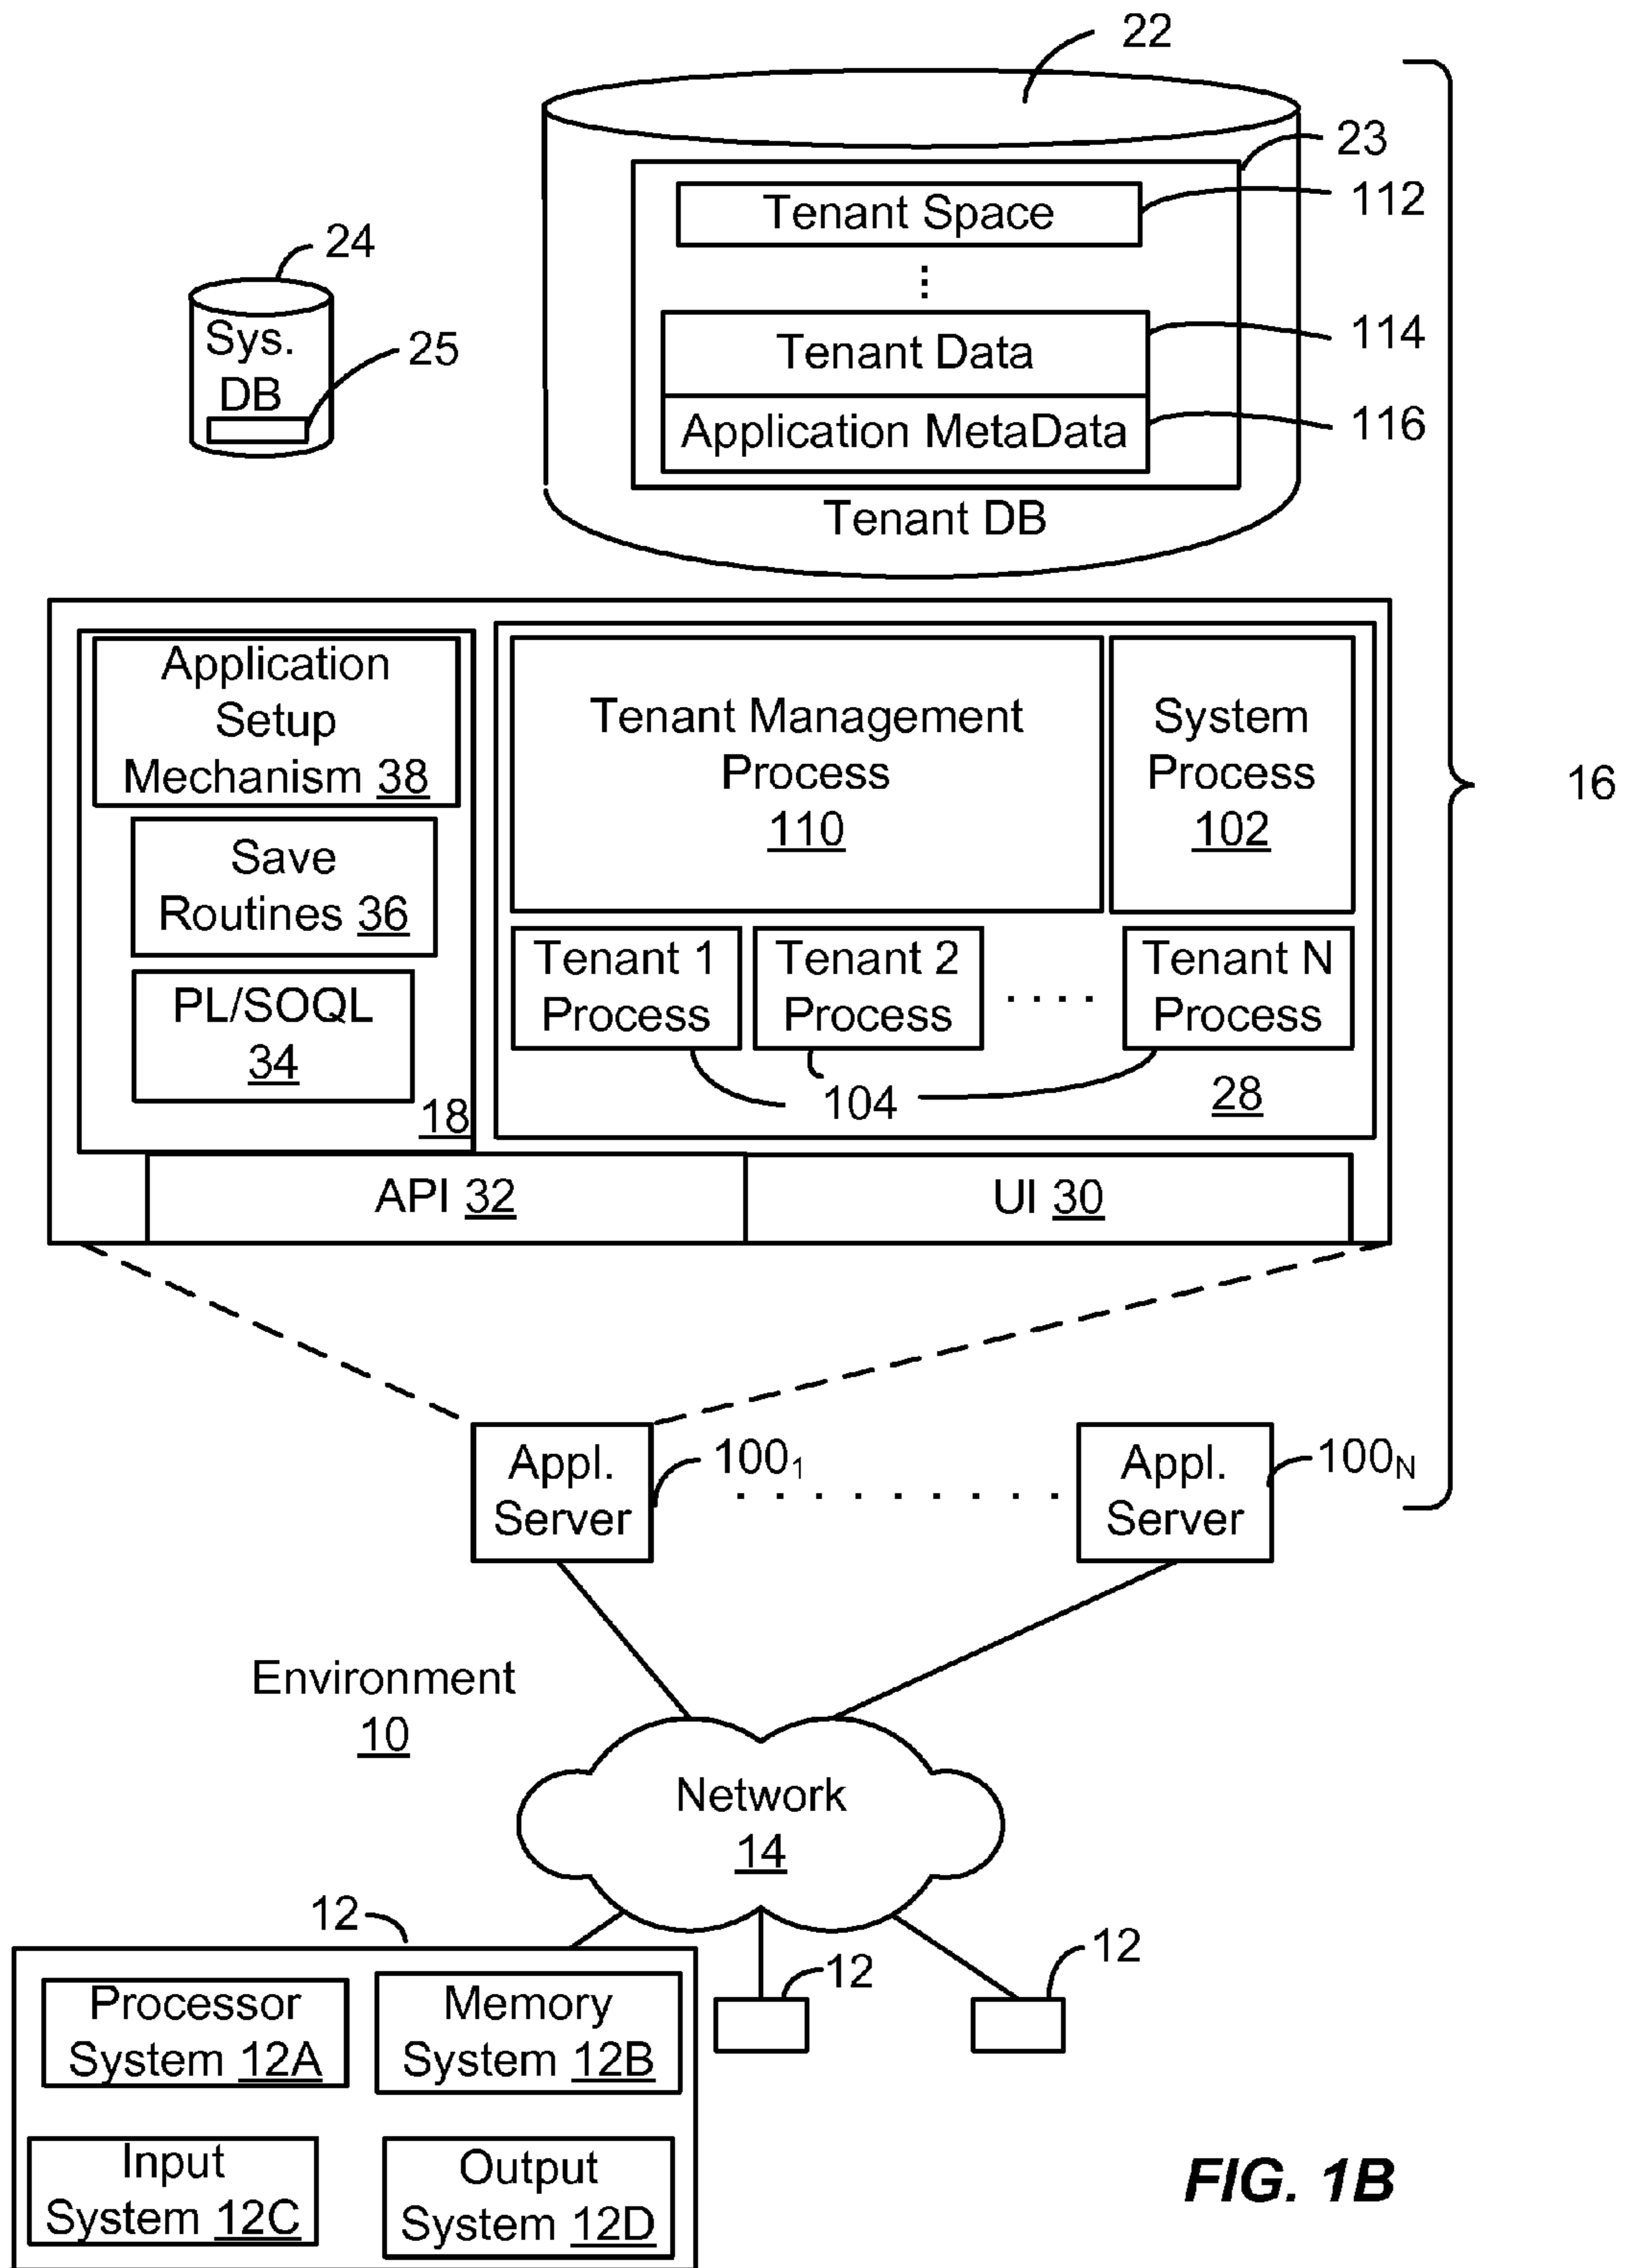 22
23
Tenant Space
112
24
Sys.
DB
25
Tenant Data
114
Application MetaData
116
Tenant DB
Application
Setup
Mechanism 38
Tenant Management
Process
110
System
Process
102
16
Save
Routines 36
Tenant 1
Process
Tenant 2
Process
. . . .
Tenant N
Process
PL/SOQL
34
104
28
18
API 32
UI 30
Appl.
Server
100₁
. . . . . . . . .
Appl.
Server
100N
Environment
10
Network
14
12
12
12
Processor
System 12A
Memory
System 12B
Input
System 12C
Output
System 12D
FIG. 1B